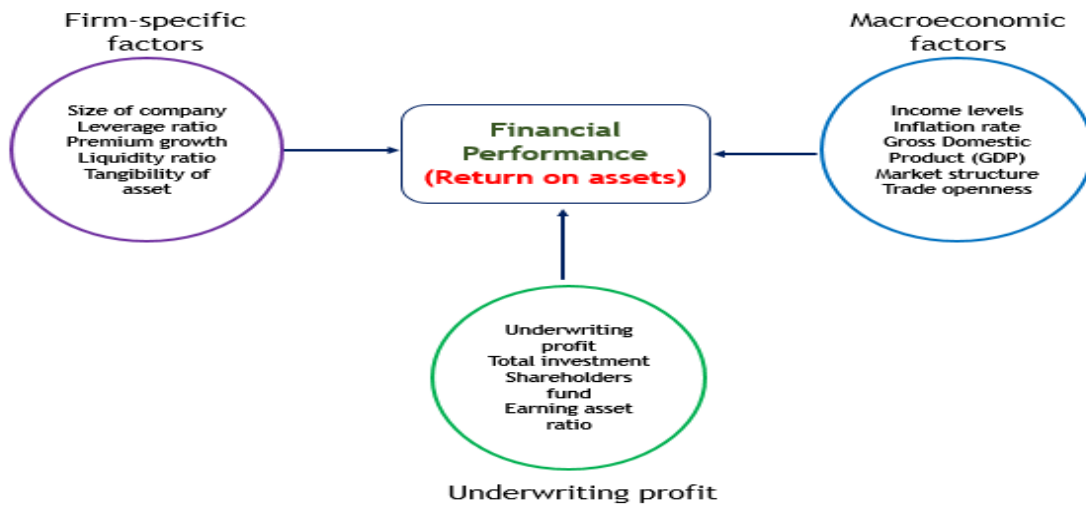 Firm-specific
factors
Size of company
Leverage ratio
Premium growth
Liquidity ratio
Tangibility of
asset
Financial
Performance
(Return on assets)
Macroeconomic
factors
Income levels
Inflation rate
Gross Domestic
Product (GDP)
Market structure
Trade openness
Underwriting
profit
Total investment
Shareholders
fund
Earning asset
ratio
Underwriting profit